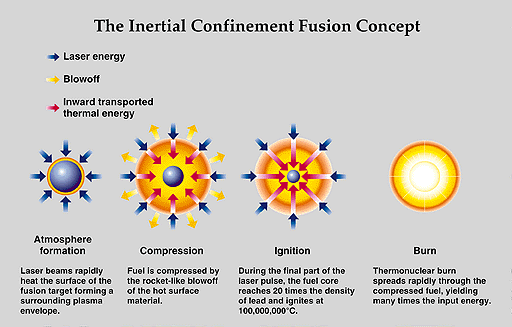 The Inertial Confinement Fusion Concept
Laser energy
Blowoff
Inward transported
thermal energy
Atmosphere
formation
Laser beams rapidly
heat the surface of the
fusion target forming a
surrounding plasma
envelope.
Compression
Fuel is compressed by
the rocket-like blowoff
of the hot surface
material.
Ignition
During the final part of the
laser pulse, the fuel core
reaches 20 times the density
of lead and ignites at
100,000,000°C.
Burn
Thermonuclear burn
spreads rapidly through the
compressed fuel, yielding
many times the input energy.